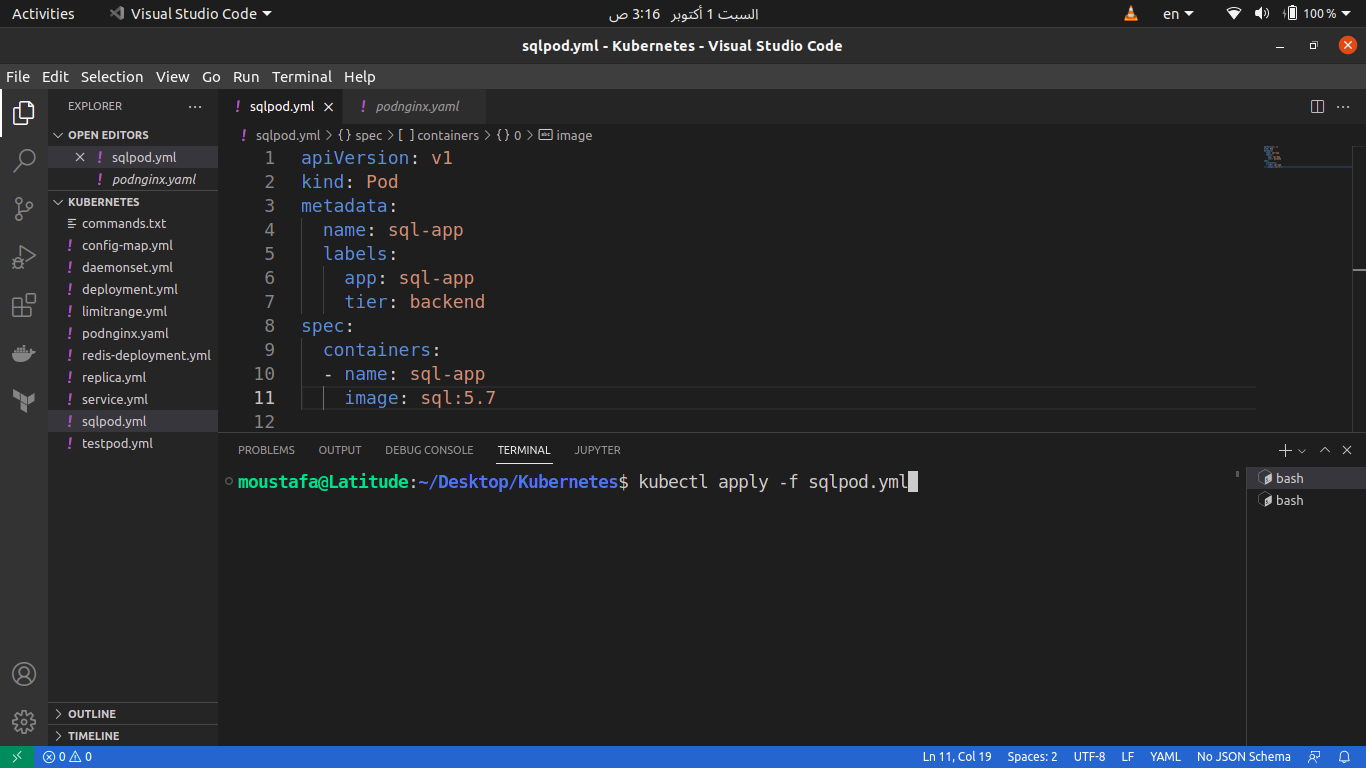 Activities Visual Studio Code السبت 1 أكتوبر 3:16 ص en 100 %
sqlpod.yml - Kubernetes - Visual Studio Code
File Edit Selection View Go Run Terminal Help
EXPLORER ···
OPEN EDITORS
! sqlpod.yml
! podnginx.yaml
KUBERNETES
commands.txt
! config-map.yml
! daemonset.yml
! deployment.yml
! limitrange.yml
! podnginx.yaml
! redis-deployment.yml
! replica.yml
! service.yml
! sqlpod.yml
! testpod.yml
OUTLINE
TIMELINE
! sqlpod.yml ! podnginx.yaml ···
! sqlpod.yml > {} spec > [ ] containers > {} 0 > abc image
1 apiVersion: v1
2 kind: Pod
3 metadata:
4   name: sql-app
5   labels:
6     app: sql-app
7     tier: backend
8 spec:
9   containers:
10   - name: sql-app
11     image: sql:5.7
12
PROBLEMS OUTPUT DEBUG CONSOLE TERMINAL JUPYTER
moustafa@Latitude:~/Desktop/Kubernetes$ kubectl apply -f sqlpod.yml
bash
bash
0 0 Ln 11, Col 19 Spaces: 2 UTF-8 LF YAML No JSON Schema